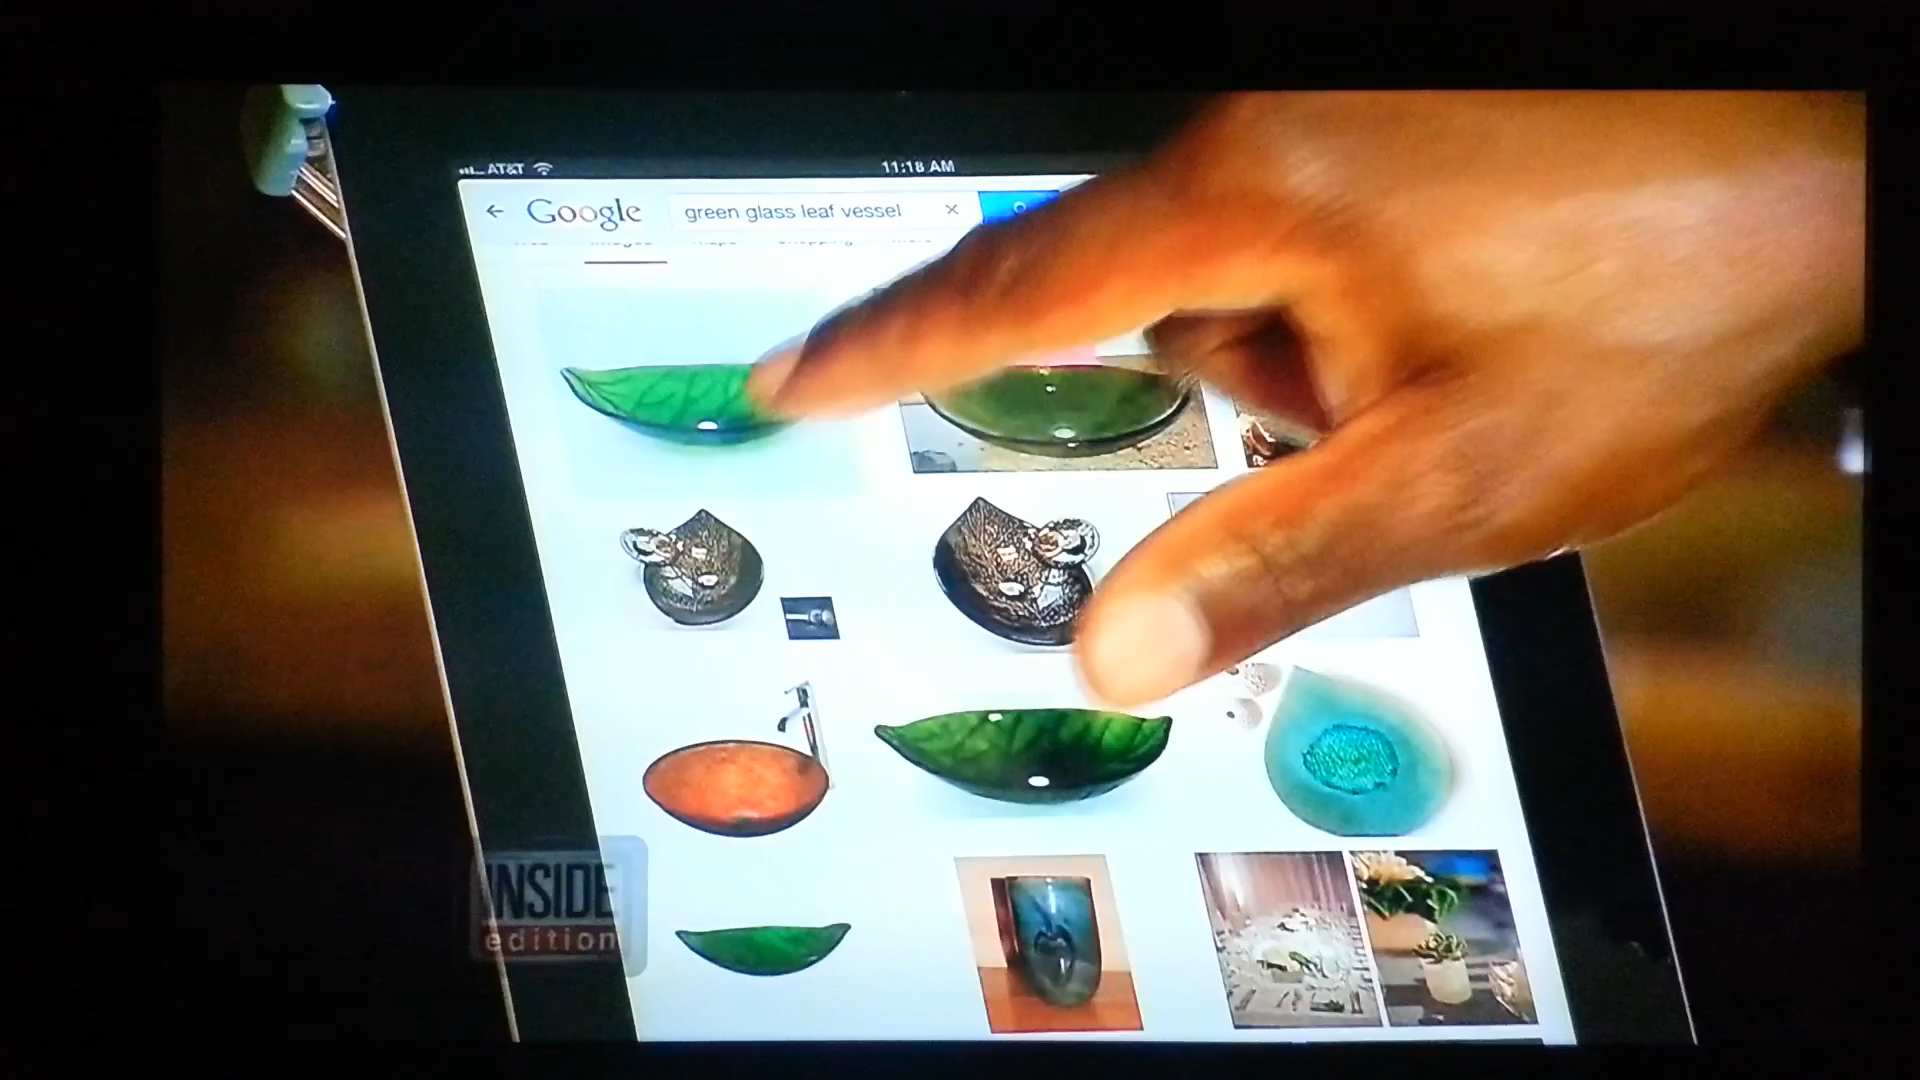 AT&T
11:18 AM
Google
green glass leaf vessel
INSIDE
edition